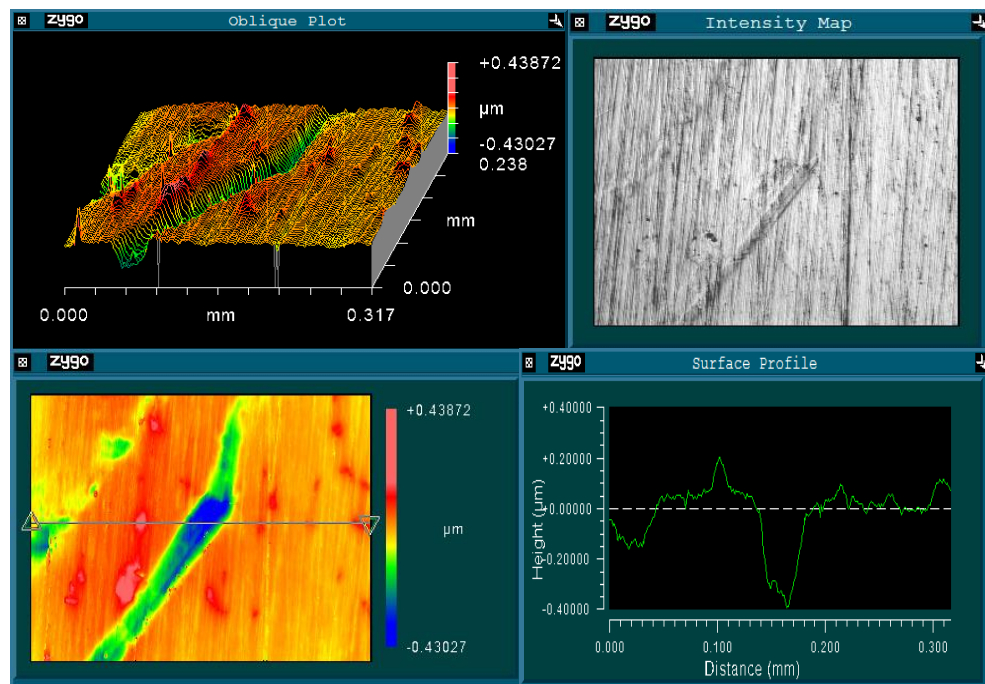 zygo
Oblique Plot
+0.43872
µm
-0.43027
0.238
mm
0.000
0.000
mm
0.317
zygo
Intensity Map
zygo
+0.43872
µm
-0.43027
zygo
Surface Profile
+0.40000
+0.20000
+0.00000
-0.20000
-0.40000
Height (µm)
0.000
0.100
0.200
0.300
Distance (mm)